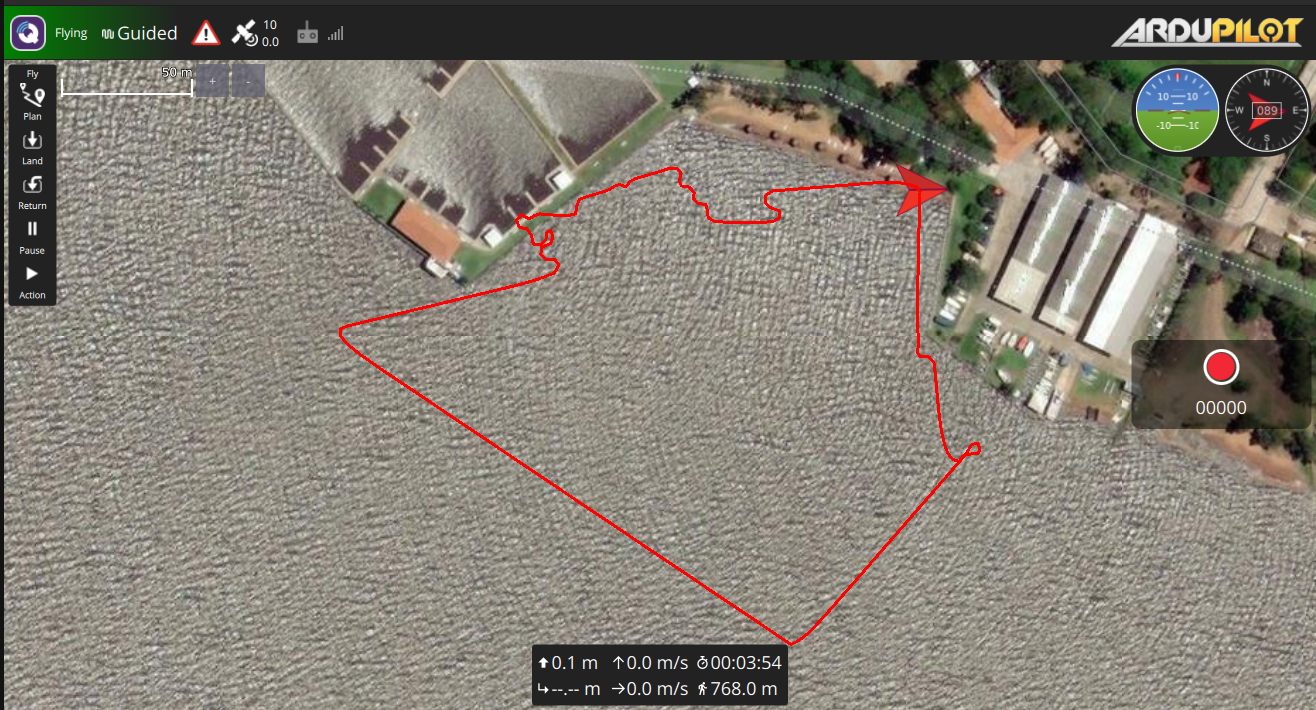 Flying
Guided
10
0.0
ARDUPILOT
Fly
Plan
Land
Return
Pause
Action
50 m
+
-
10 10
-10 -10
N
W 089 E
S
00000
0.1 m 0.0 m/s 00:03:54
--.-- m 0.0 m/s 768.0 m